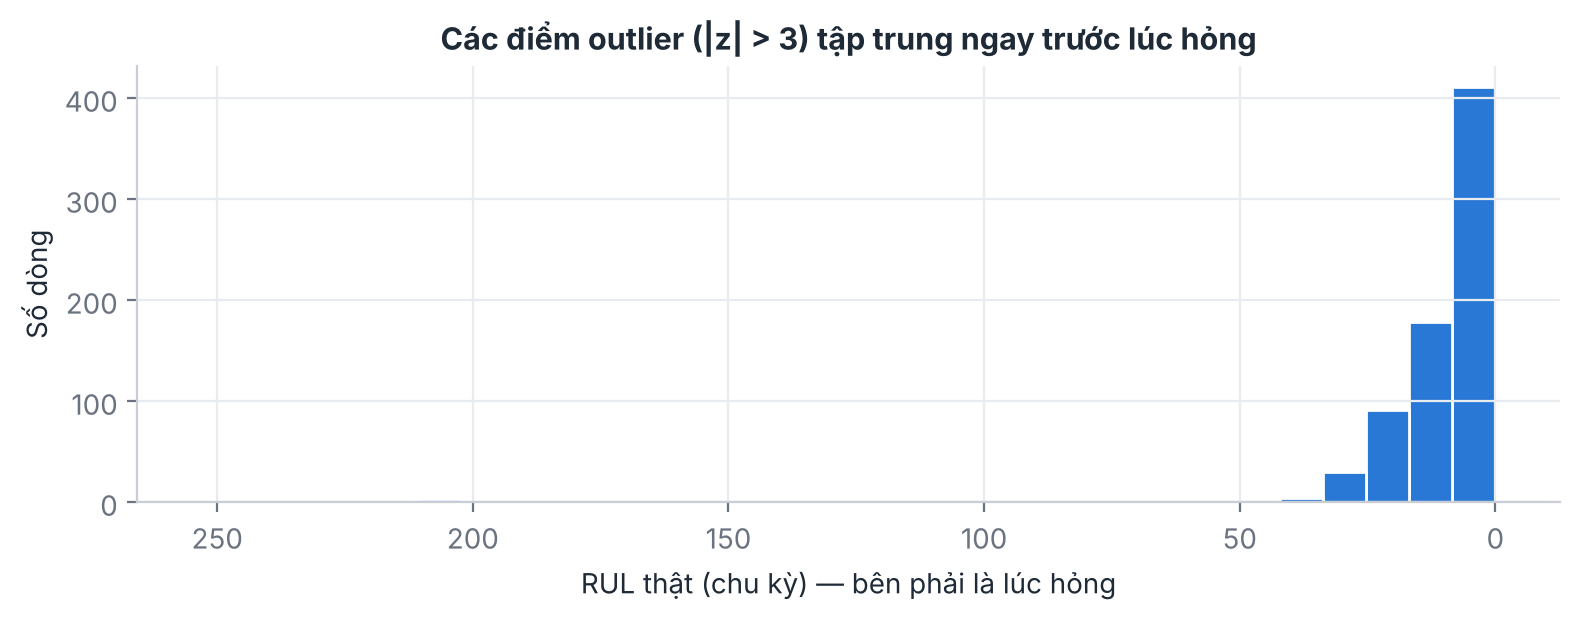 Các điểm outlier (|z| > 3) tập trung ngay trước lúc hỏng
400
300
200
100
0
Số dòng
250 200 150 100 50 0
RUL thật (chu kỳ) — bên phải là lúc hỏng